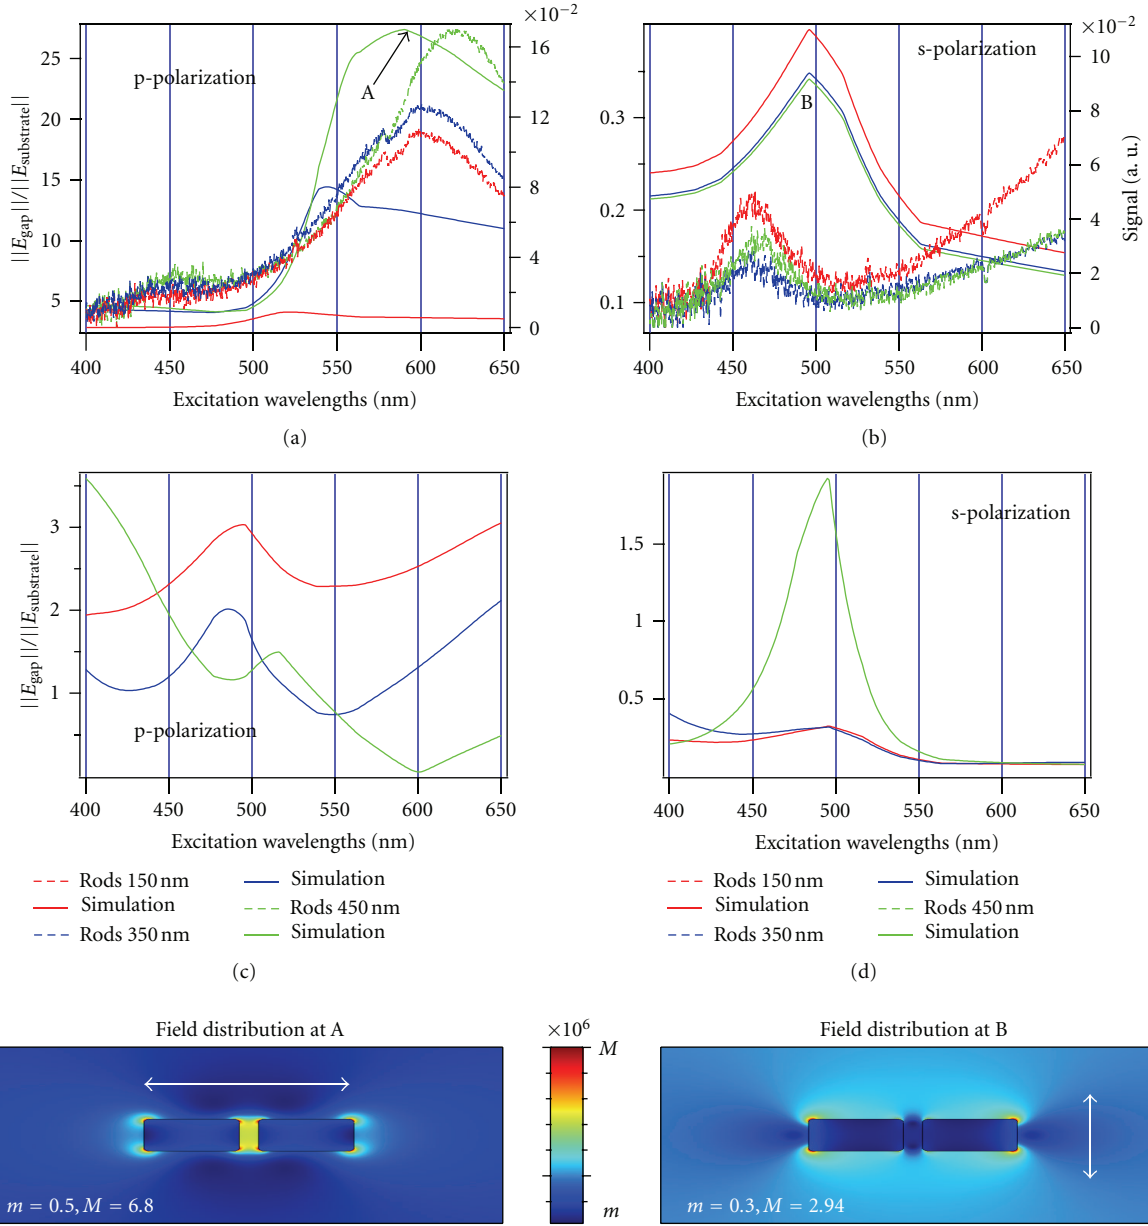 ×10⁻²
25
20
15
10
5
16
12
8
4
0
p-polarization
A
||E_gap||/||E_substrate||
400 450 500 550 600 650
Excitation wavelengths (nm)
(a)
×10⁻²
0.3
0.2
0.1
10
8
6
4
2
0
s-polarization
B
Signal (a. u.)
400 450 500 550 600 650
Excitation wavelengths (nm)
(b)
3
2
1
||E_gap||/||E_substrate||
p-polarization
400 450 500 550 600 650
Excitation wavelengths (nm)
Rods 150 nm
Simulation
Rods 350 nm
Simulation
Rods 450 nm
Simulation
(c)
1.5
1
0.5
s-polarization
400 450 500 550 600 650
Excitation wavelengths (nm)
Rods 150 nm
Simulation
Rods 350 nm
Simulation
Rods 450 nm
Simulation
(d)
Field distribution at A
m = 0.5, M = 6.8
×10⁶
M
m
Field distribution at B
m = 0.3, M = 2.94